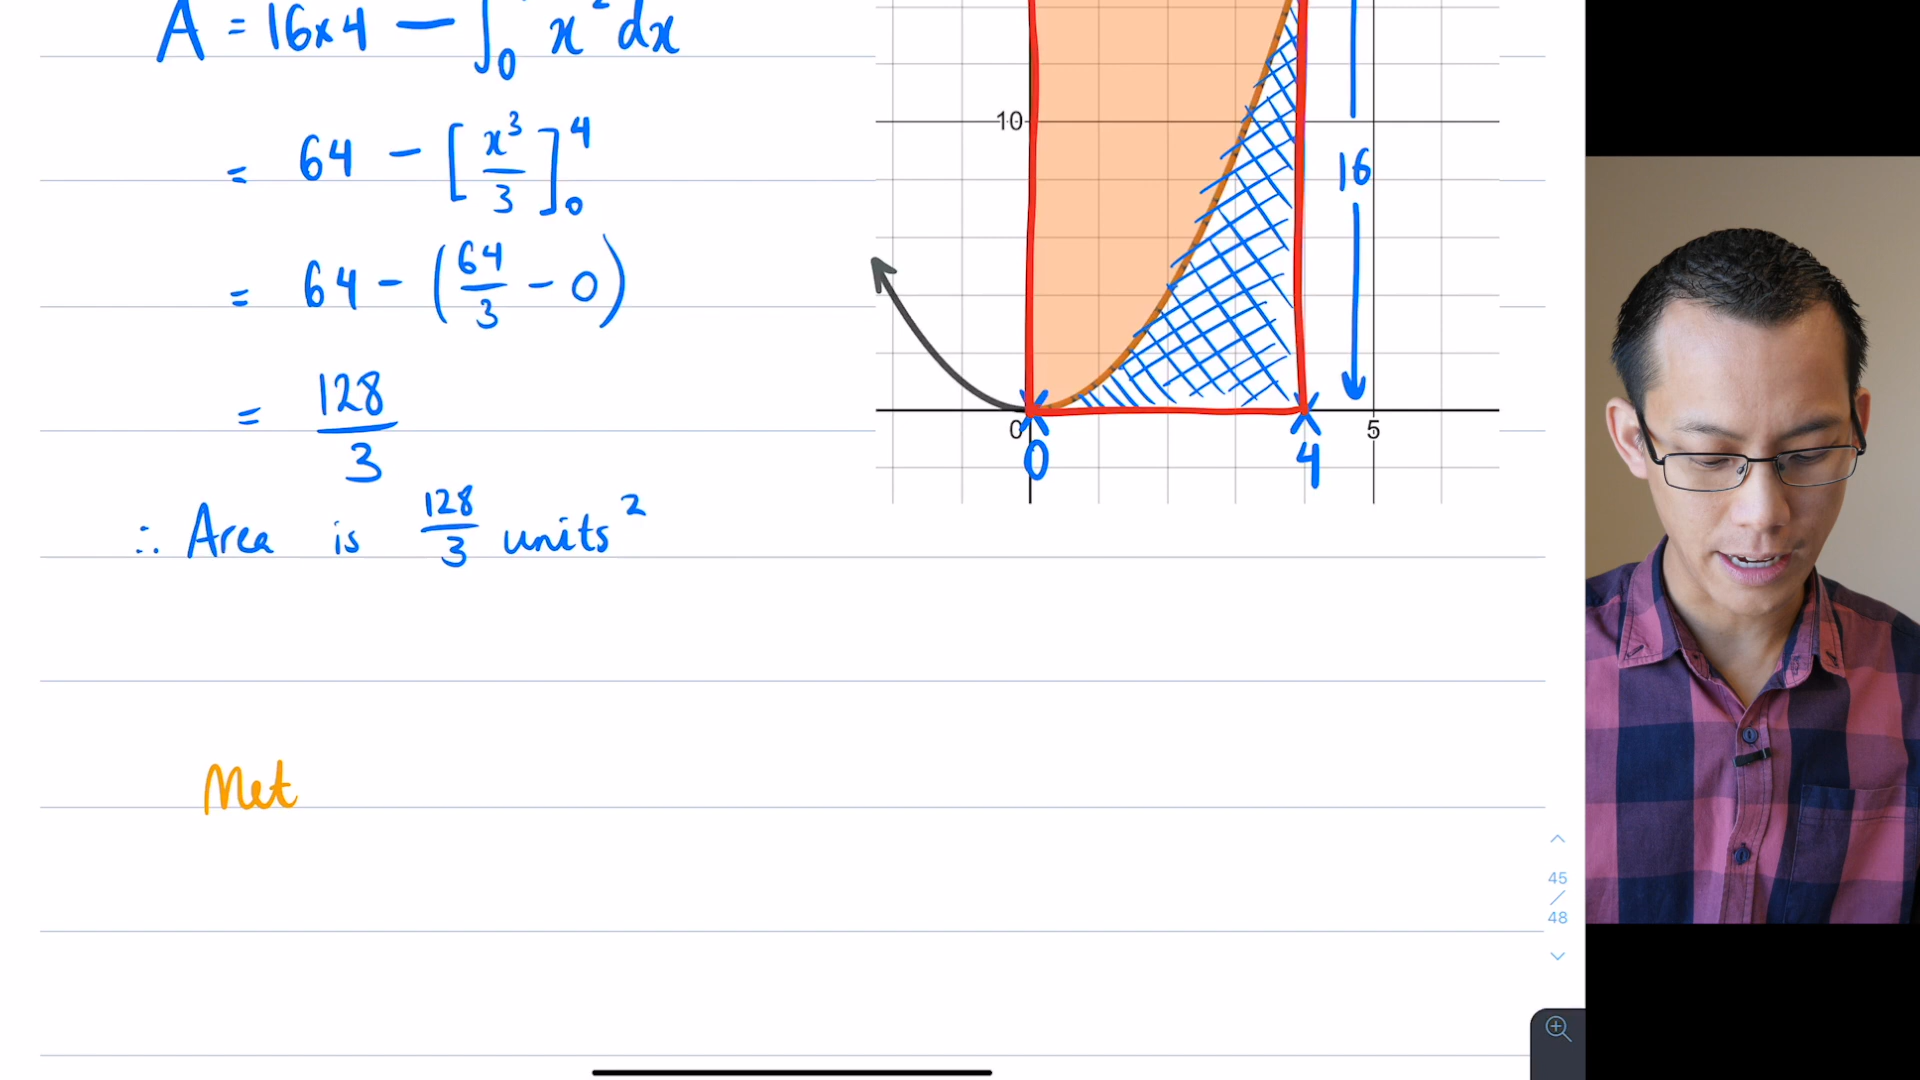 A = 16×4 − ∫₀ x² dx
= 64 − [x³/3]₀⁴
= 64 − (64/3 − 0)
= 128/3
∴ Area is 128/3 units²
Met
10
16
0
5
0
4
45
/
48